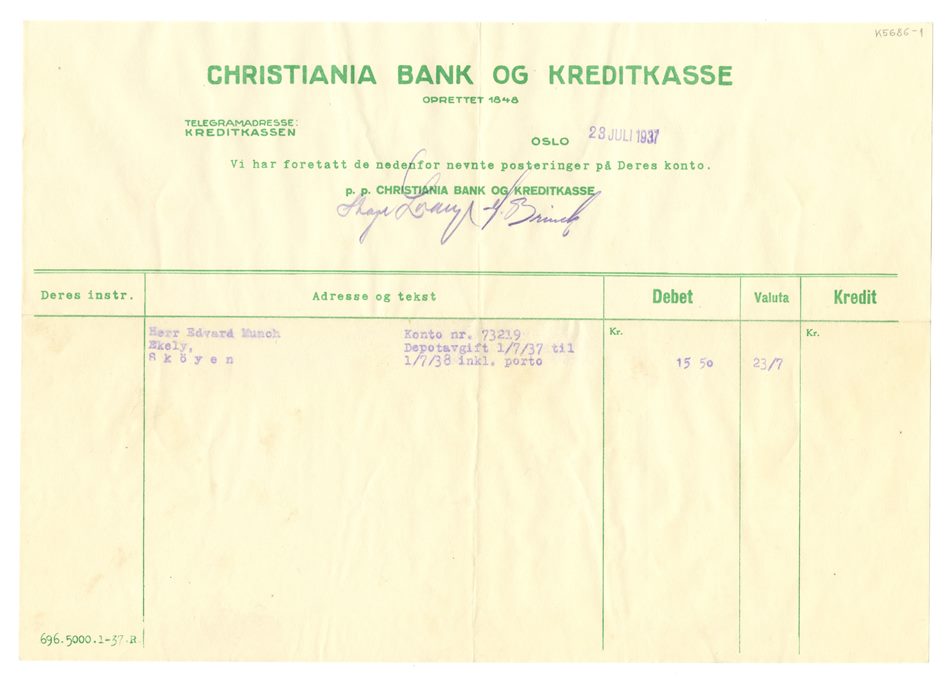 K5686-1
CHRISTIANIA BANK OG KREDITKASSE
OPRETTET 1848
TELEGRAMADRESSE:
KREDITKASSEN
OSLO 23 JULI 1937
Vi har foretatt de nedenfor nevnte posteringer på Deres konto.
p. p. CHRISTIANIA BANK OG KREDITKASSE
Deres instr. Adresse og tekst Debet Valuta Kredit
Herr Edvard Munch Konto nr. 73219 Kr. Kr.
Ekely, Depotavgift 1/7/37 til
Sköyen 1/7/38 inkl. porto 15 50 23/7
696.5000.1-37.R.